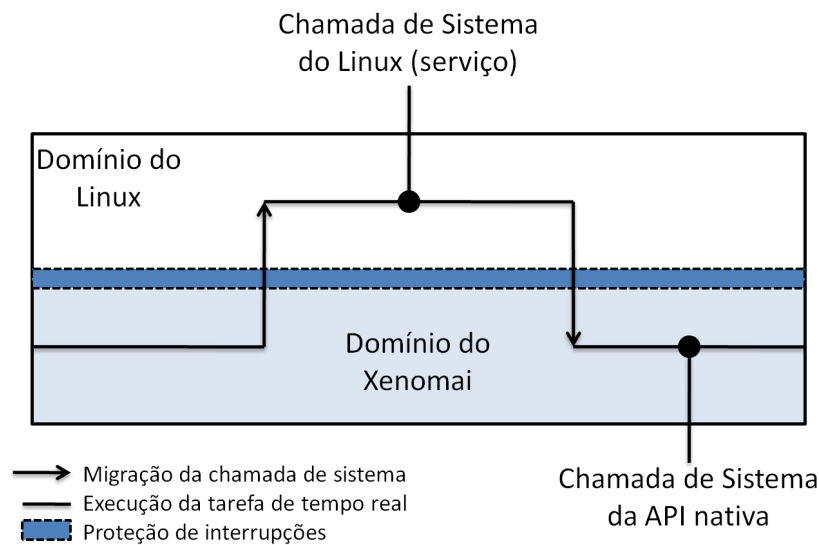 Chamada de Sistema
do Linux (serviço)
Domínio do
Linux
Domínio do
Xenomai
Migração da chamada de sistema
Execução da tarefa de tempo real
Proteção de interrupções
Chamada de Sistema
da API nativa